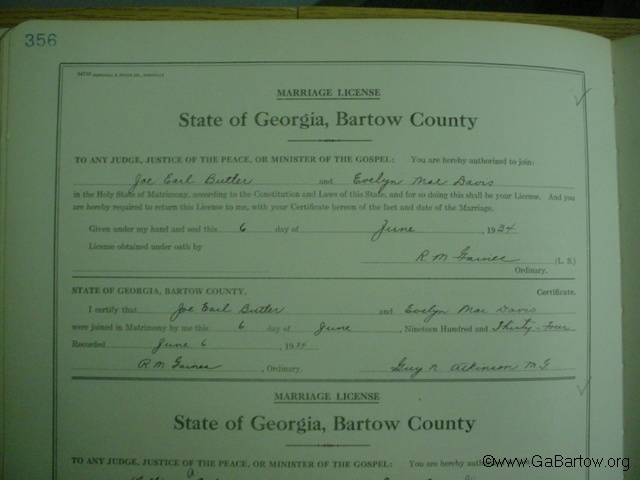 356
MARRIAGE LICENSE
State of Georgia, Bartow County
TO ANY JUDGE, JUSTICE OF THE PEACE, OR MINISTER OF THE GOSPEL: You are hereby authorized to join:
Joe Earl Butler and Evelyn Mae Davis
in the Holy State of Matrimony, according to the Constitution and Laws of this State, and for so doing this shall be your License. And you
are hereby required to return this License to me, with your Certificate hereon of the fact and date of the Marriage.
Given under my hand and seal this 6 day of June, 1934
License obtained under oath by
R M Gaines (L. S.)
Ordinary.
STATE OF GEORGIA, BARTOW COUNTY. Certificate.
I certify that Joe Earl Butler and Evelyn Mae Davis
were joined in Matrimony by me this 6 day of June, Nineteen Hundred and Thirty-Four
Recorded June 6, 1934
R M Gaines, Ordinary. Guy N. Atkinson M.G.
MARRIAGE LICENSE
State of Georgia, Bartow County
TO ANY JUDGE, JUSTICE OF THE PEACE, OR MINISTER OF THE GOSPEL: You are hereby authorized
©www.GaBartow.org